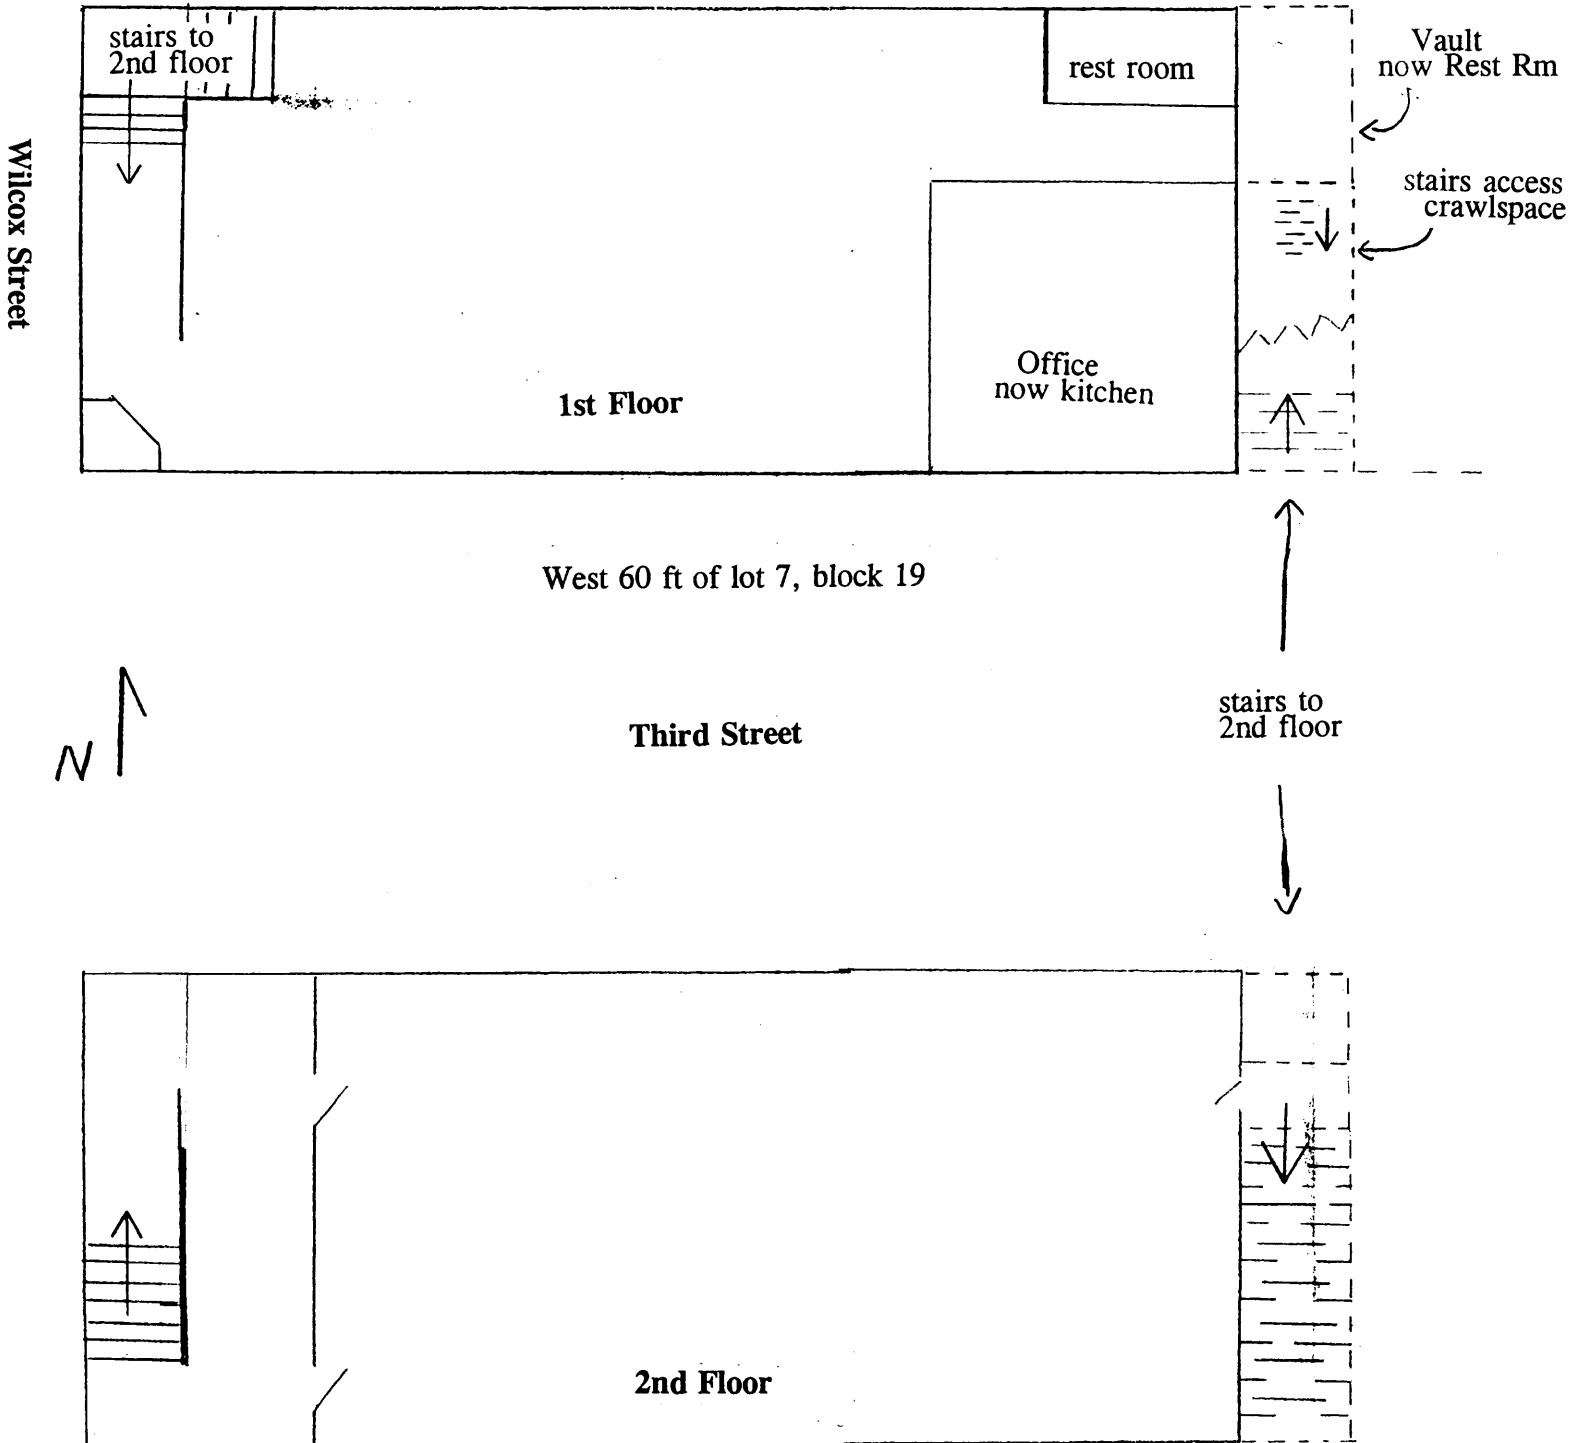 stairs to
2nd floor
rest room
Vault
now Rest Rm
stairs access
crawlspace
Wilcox Street
Office
now kitchen
1st Floor
West 60 ft of lot 7, block 19
N
Third Street
stairs to
2nd floor
2nd Floor